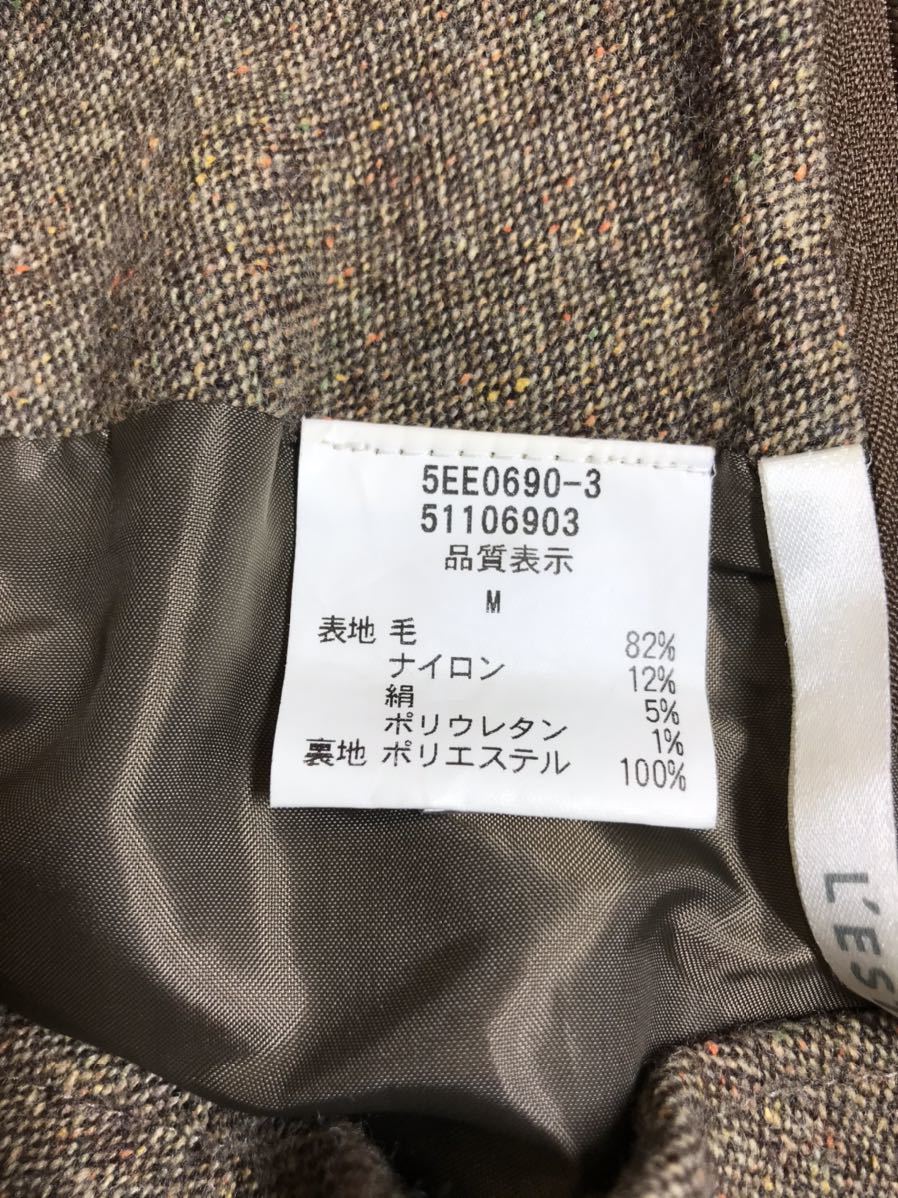 5EE0690-3
51106903
品質表示
M
表地 毛 82%
ナイロン 12%
絹 5%
ポリウレタン 1%
裏地 ポリエステル 100%
L'ES